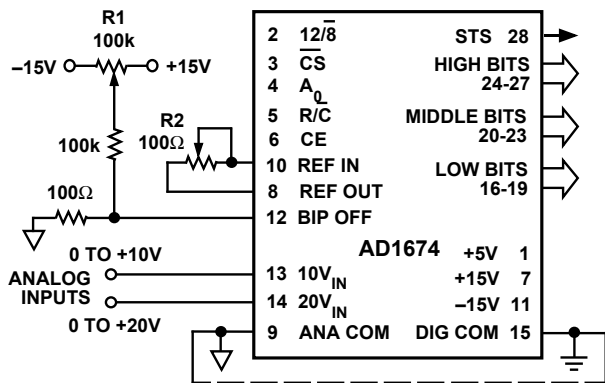 R1
100k
–15V
+15V
100k
R2
100Ω
100Ω
0 TO +10V
ANALOG
INPUTS
0 TO +20V
2 12/8̅
3 C̅S̅
4 A₀
5 R/C̅
6 CE
10 REF IN
8 REF OUT
12 BIP OFF
13 10V_IN
14 20V_IN
9 ANA COM
STS 28
HIGH BITS
24-27
MIDDLE BITS
20-23
LOW BITS
16-19
AD1674
+5V 1
+15V 7
–15V 11
DIG COM 15